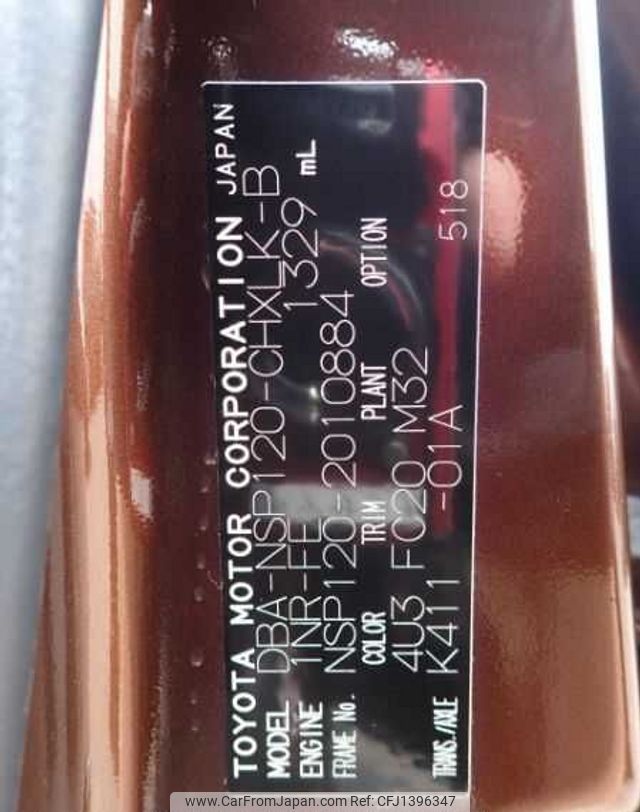 TOYOTA MOTOR CORPORATION JAPAN
MODEL DBA-NSP120-CHXLK-B
ENGINE 1NR-FE 1329 mL
FRAME No. NSP120-2010884
COLOR TRIM PLANT OPTION
4U3 FC20 M32
TRANS./AXLE K411 -01A 518
www.CarFromJapan.com CFJ1396347